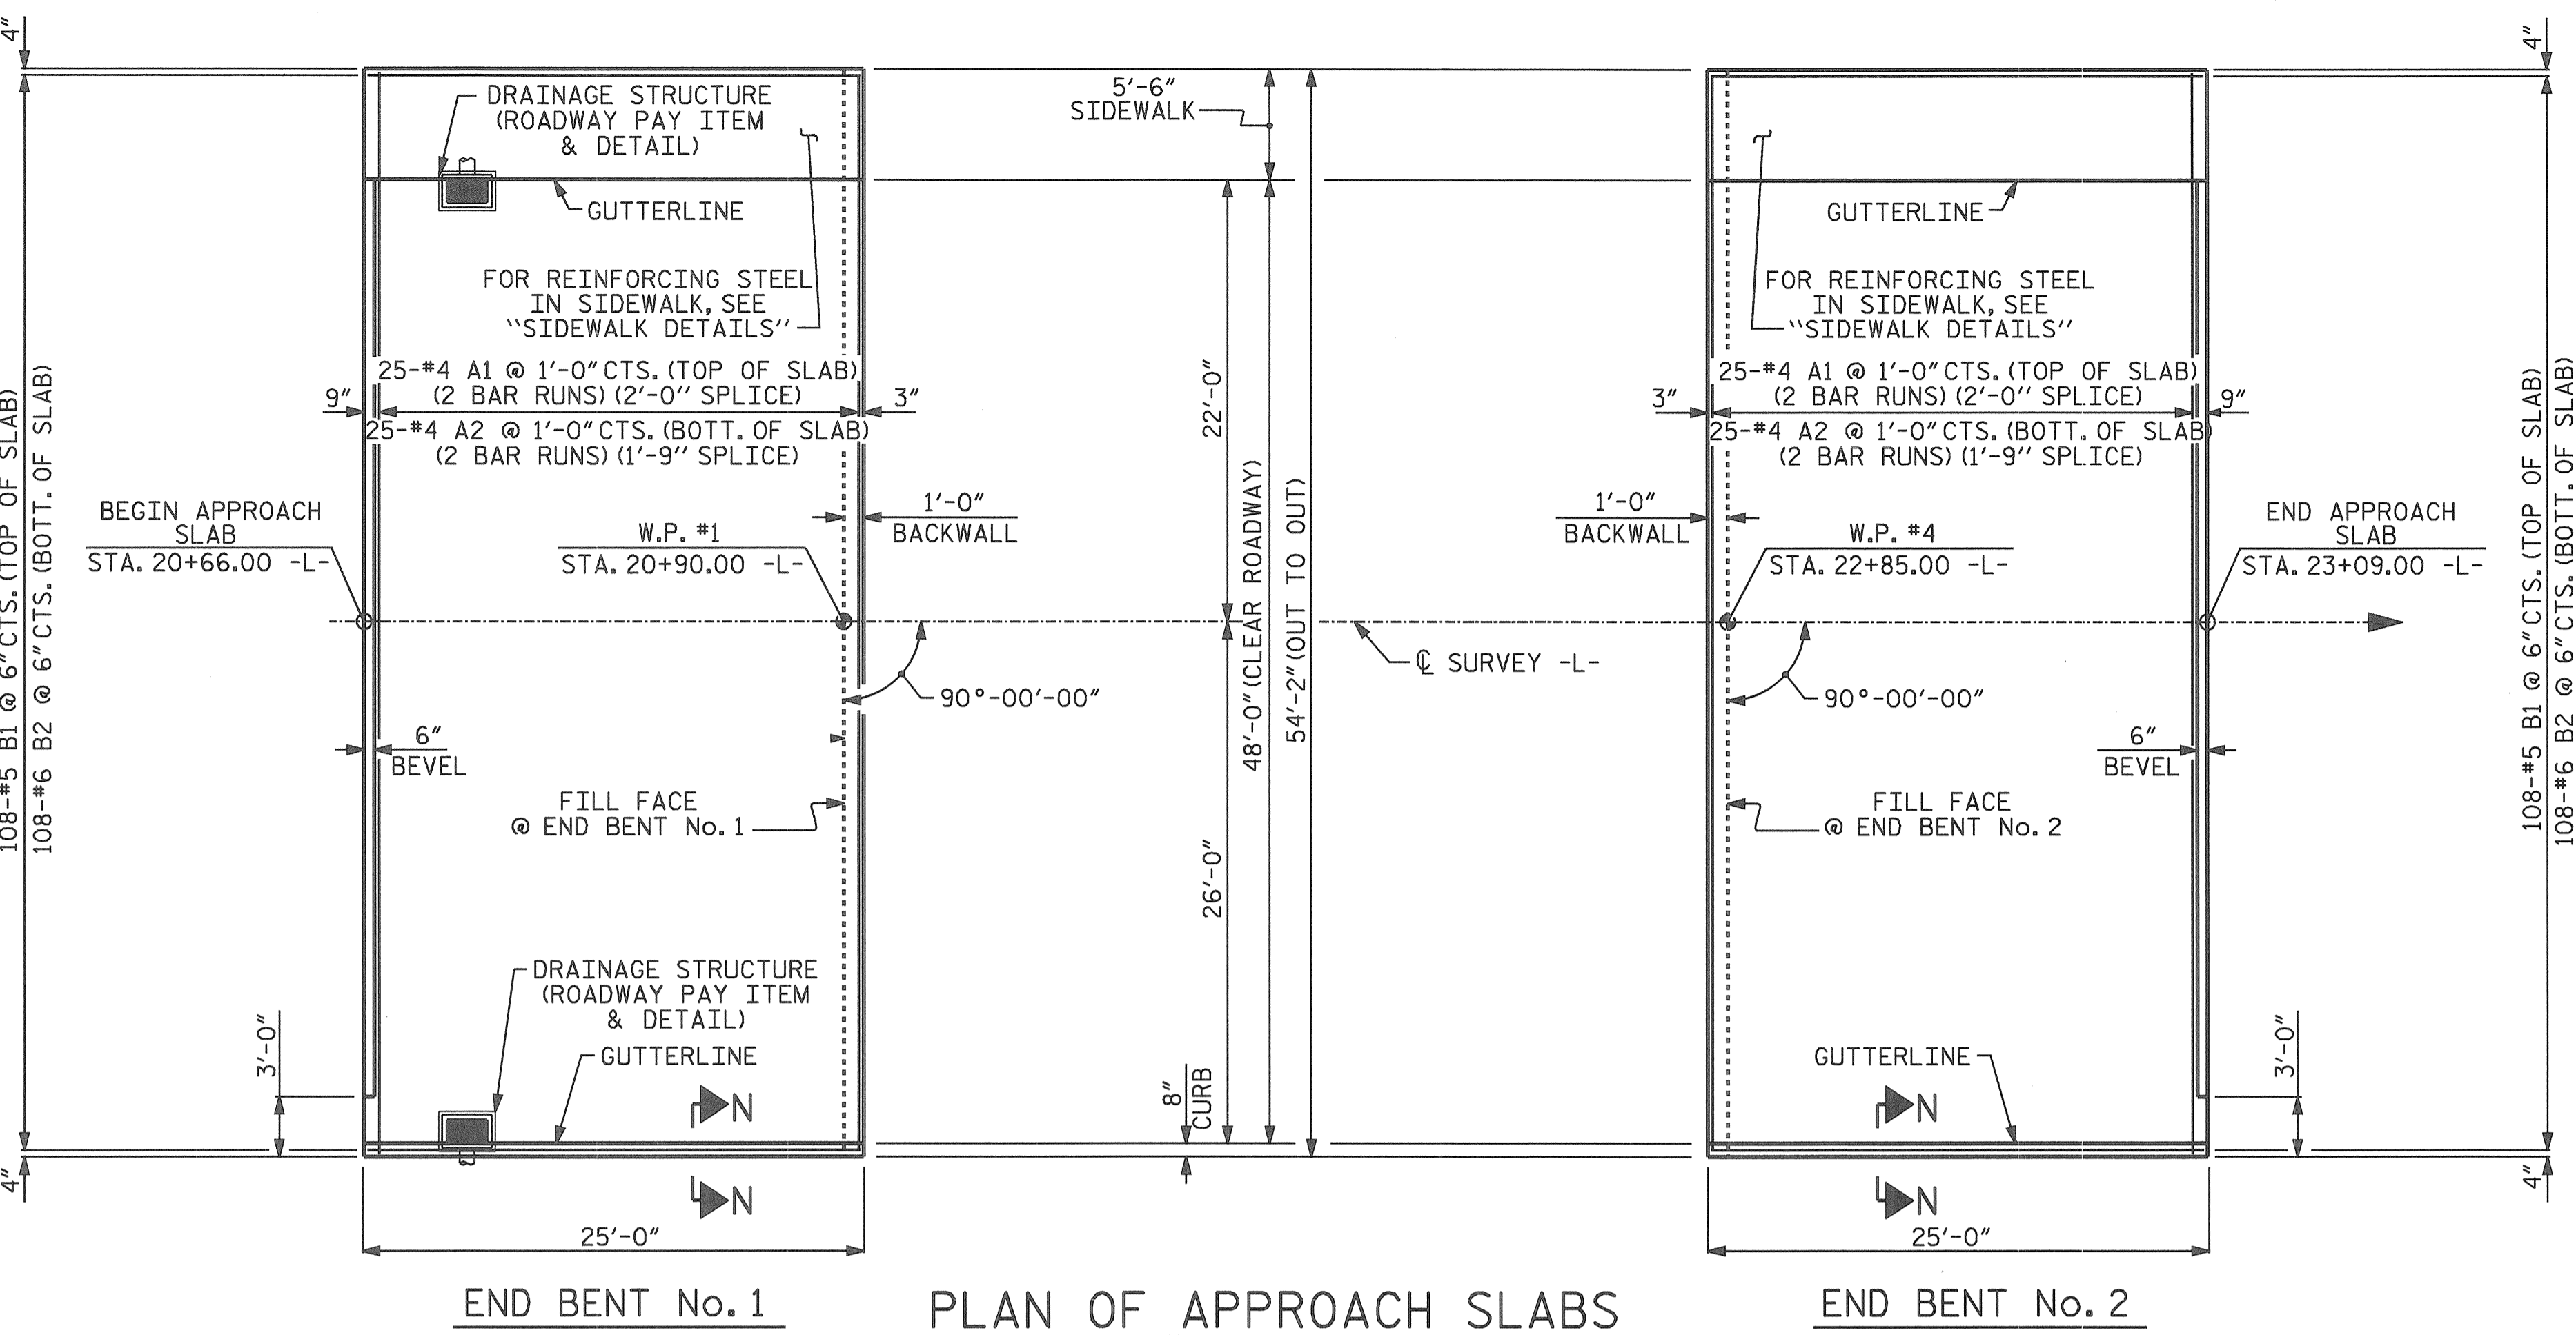 4"
108-#5 B1 @ 6" CTS. (TOP OF SLAB)
108-#6 B2 @ 6" CTS. (BOTT. OF SLAB)
4"
DRAINAGE STRUCTURE
(ROADWAY PAY ITEM
& DETAIL)
GUTTERLINE
FOR REINFORCING STEEL
IN SIDEWALK, SEE
"SIDEWALK DETAILS"
25-#4 A1 @ 1'-0" CTS. (TOP OF SLAB)
(2 BAR RUNS) (2'-0" SPLICE)
9"
3"
25-#4 A2 @ 1'-0" CTS. (BOTT. OF SLAB)
(2 BAR RUNS) (1'-9" SPLICE)
BEGIN APPROACH
SLAB
STA. 20+66.00 -L-
W.P. #1
STA. 20+90.00 -L-
1'-0"
BACKWALL
90°-00'-00"
6"
BEVEL
FILL FACE
@ END BENT No. 1
DRAINAGE STRUCTURE
(ROADWAY PAY ITEM
& DETAIL)
GUTTERLINE
3'-0"
N
N
25'-0"
END BENT No. 1
5'-6"
SIDEWALK
22'-0"
48'-0" (CLEAR ROADWAY)
54'-2" (OUT TO OUT)
26'-0"
8"
CURB
℄ SURVEY -L-
PLAN OF APPROACH SLABS
GUTTERLINE
FOR REINFORCING STEEL
IN SIDEWALK, SEE
"SIDEWALK DETAILS"
25-#4 A1 @ 1'-0" CTS. (TOP OF SLAB)
(2 BAR RUNS) (2'-0" SPLICE)
3"
9"
25-#4 A2 @ 1'-0" CTS. (BOTT. OF SLAB)
(2 BAR RUNS) (1'-9" SPLICE)
1'-0"
BACKWALL
W.P. #4
STA. 22+85.00 -L-
END APPROACH
SLAB
STA. 23+09.00 -L-
90°-00'-00"
6"
BEVEL
FILL FACE
@ END BENT No. 2
GUTTERLINE
3'-0"
N
N
25'-0"
END BENT No. 2
4"
108-#5 B1 @ 6" CTS. (TOP OF SLAB)
108-#6 B2 @ 6" CTS. (BOTT. OF SLAB)
4"